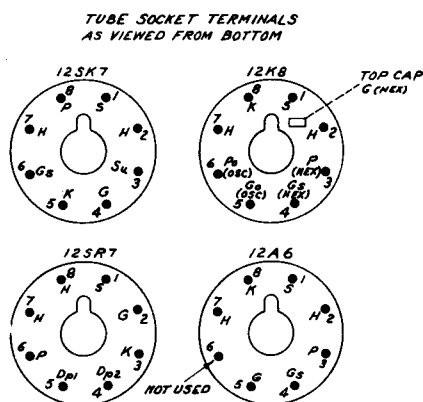 TUBE SOCKET TERMINALS
AS VIEWED FROM BOTTOM
12SK7
8
P
S
1
7
H
H
2
6
Gs
Su
3
K
5
G
4
12K8
TOP CAP
G (HEX)
8
K
S
1
7
H
H
2
6
Po
(OSC)
P
(HEX)
3
Go
(OSC)
5
Gs
(HEX)
4
12SR7
8
H
S
1
7
H
G
2
6
P
K
3
DP1
5
DP2
4
12A6
8
K
S
1
7
H
H
2
6
P
3
NOT USED
5
G
Gs
4